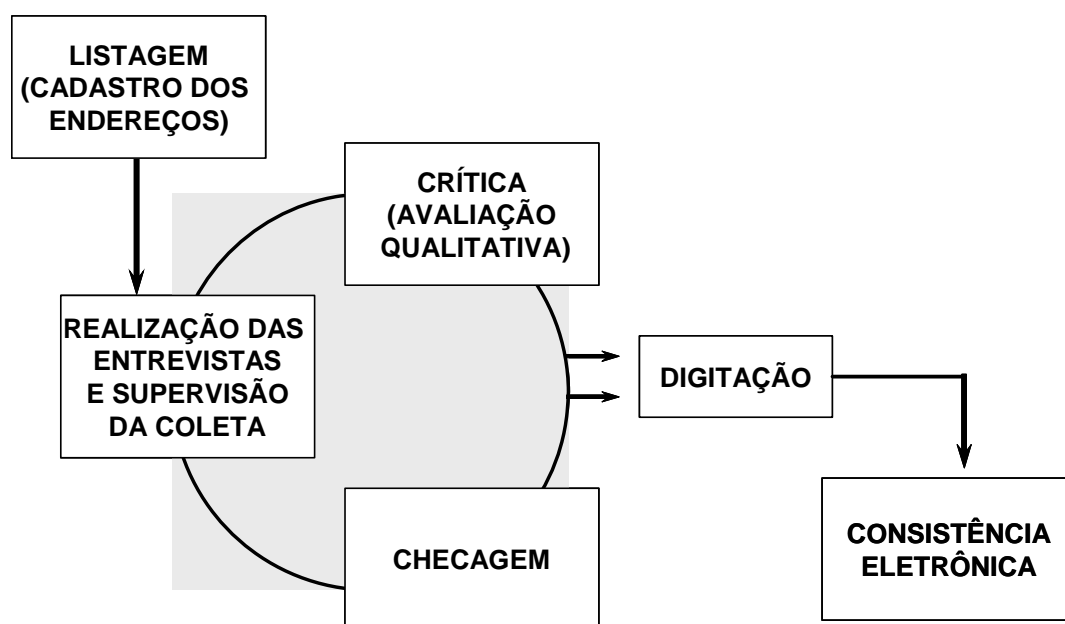 LISTAGEM
(CADASTRO DOS
ENDEREÇOS)
CRÍTICA
(AVALIAÇÃO
QUALITATIVA)
REALIZAÇÃO DAS
ENTREVISTAS
E SUPERVISÃO
DA COLETA
DIGITAÇÃO
CHECAGEM
CONSISTÊNCIA
ELETRÔNICA